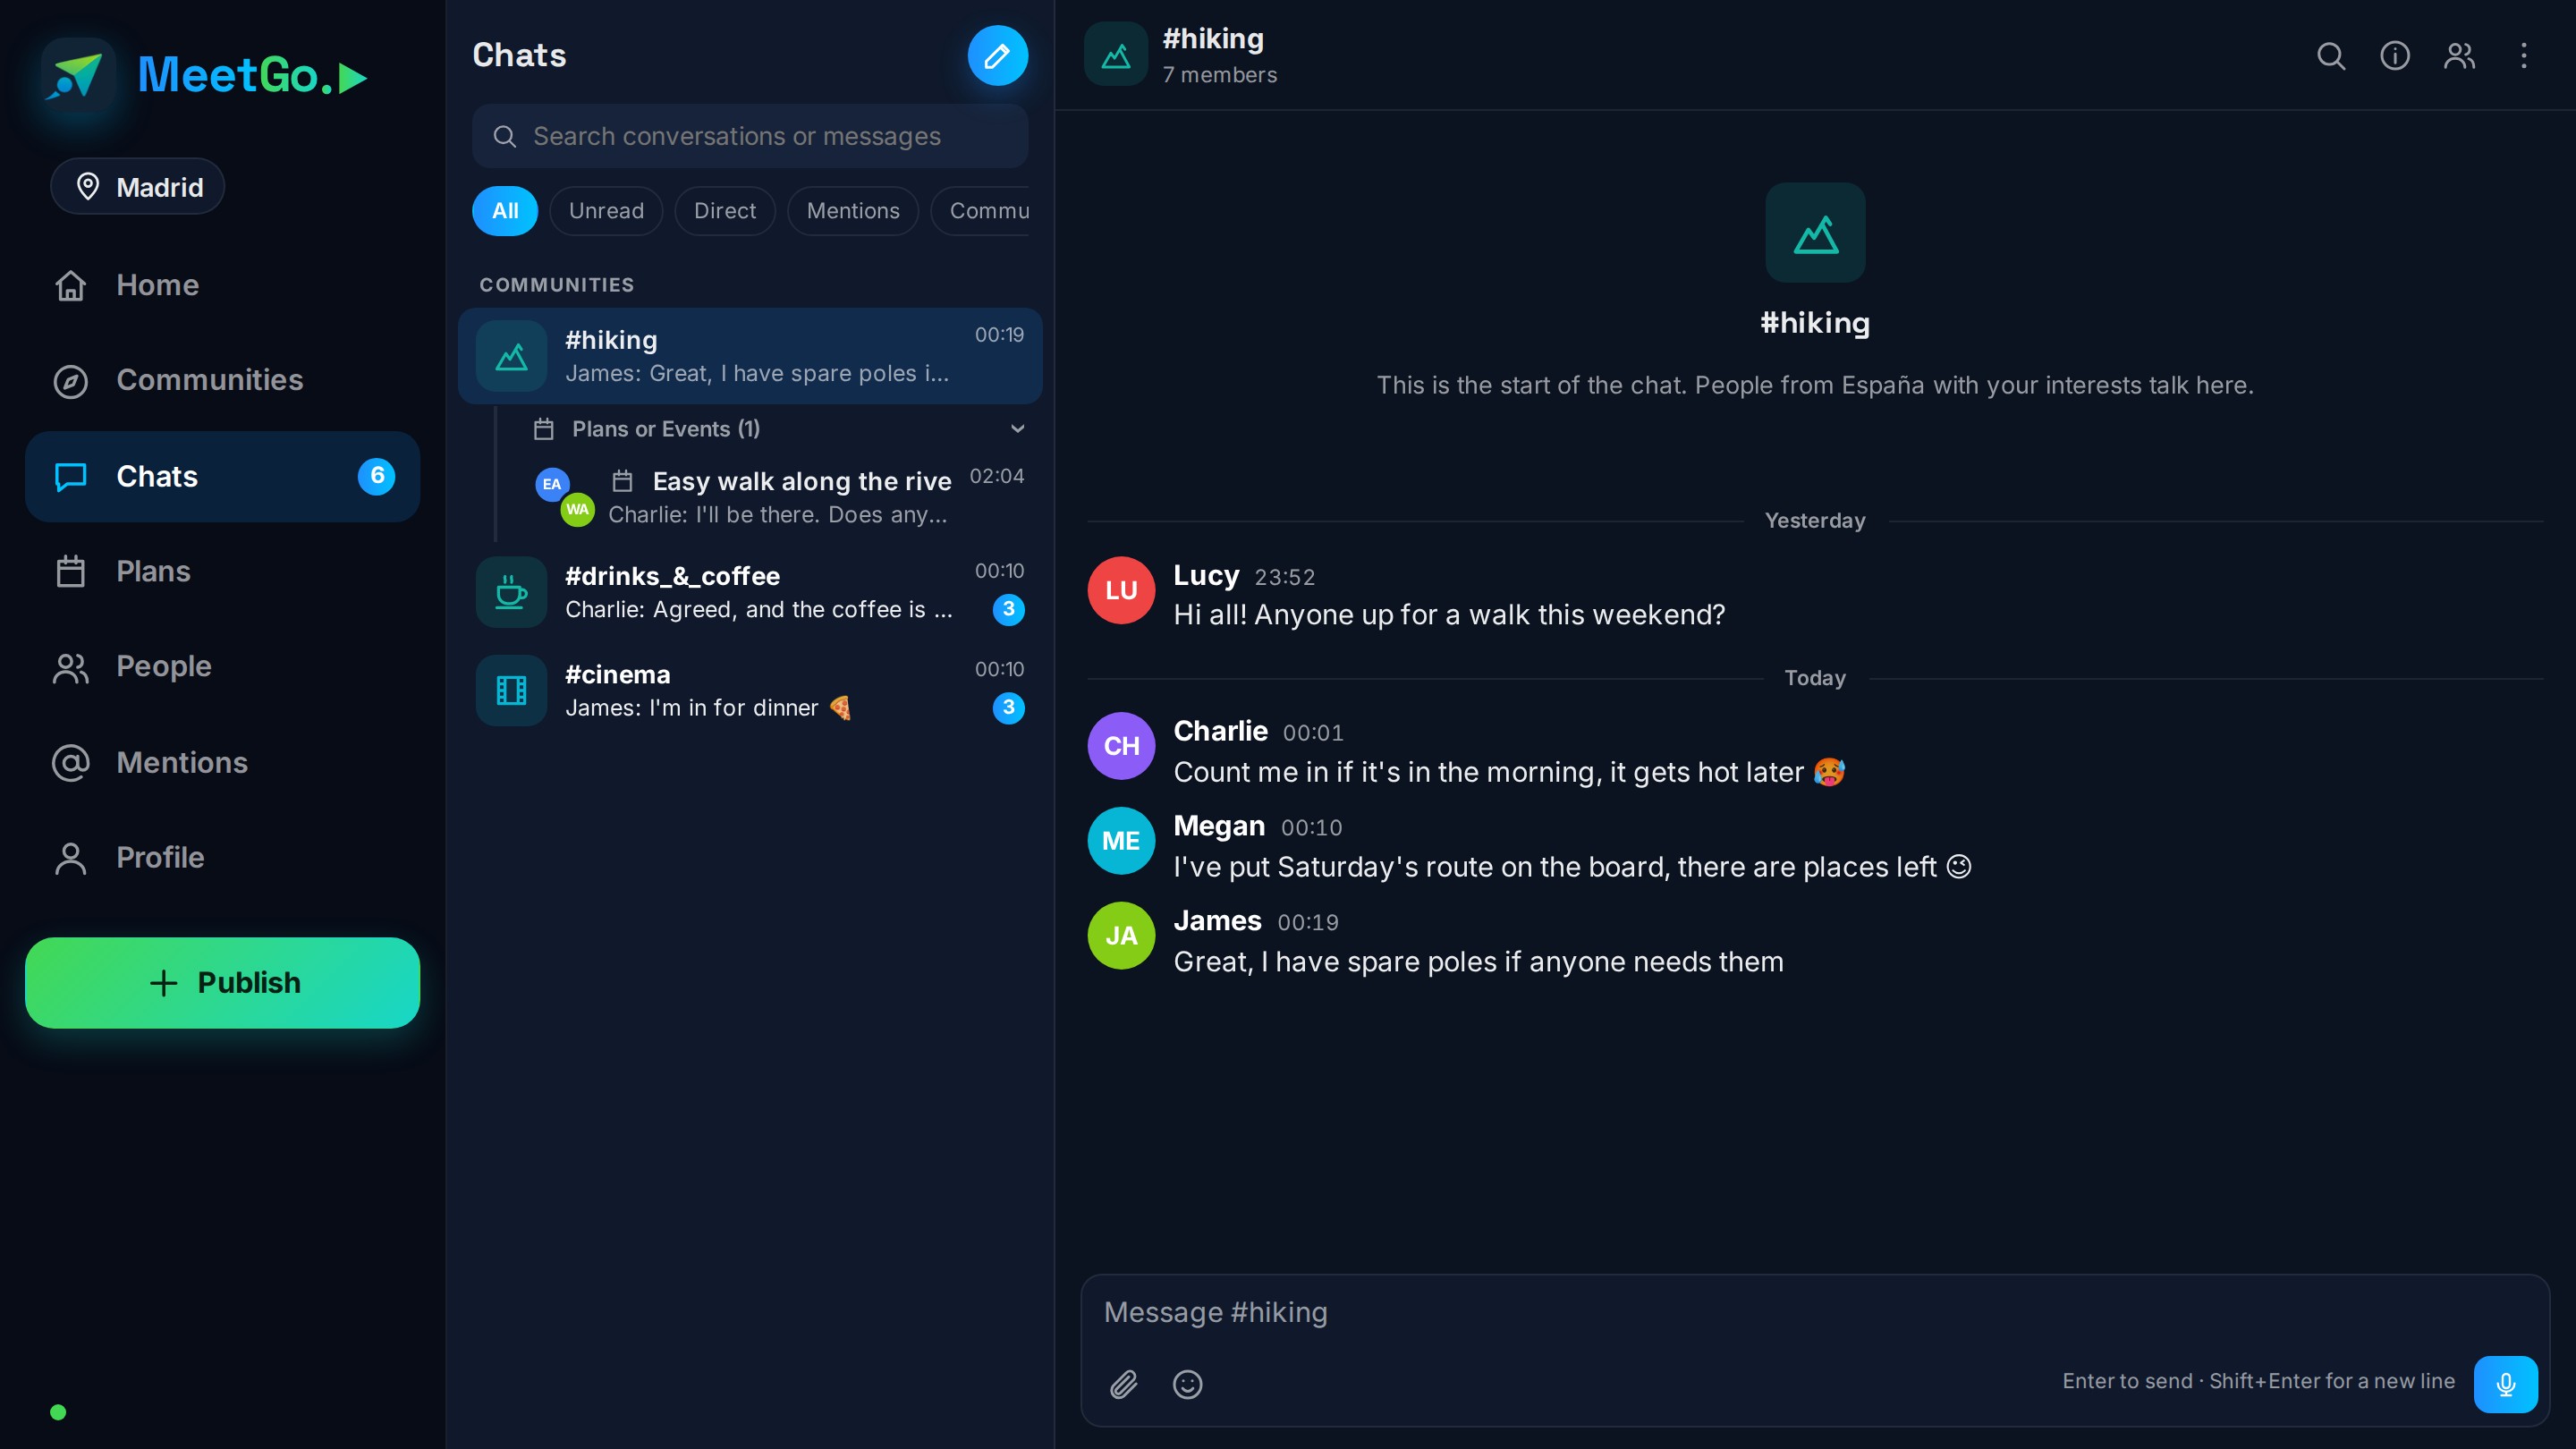 MeetGo.
Madrid
Home
Communities
Chats 6
Plans
People
Mentions
Profile
Publish
Chats
Search conversations or messages
All Unread Direct Mentions Commu
COMMUNITIES
#hiking 00:19
James: Great, I have spare poles i...
Plans or Events (1)
EA Easy walk along the rive 02:04
WA Charlie: I'll be there. Does any...
#drinks_&_coffee 00:10
Charlie: Agreed, and the coffee is ... 3
#cinema 00:10
James: I'm in for dinner 🍕 3
#hiking
7 members
#hiking
This is the start of the chat. People from España with your interests talk here.
Yesterday
LU Lucy 23:52
Hi all! Anyone up for a walk this weekend?
Today
CH Charlie 00:01
Count me in if it's in the morning, it gets hot later 🥵
ME Megan 00:10
I've put Saturday's route on the board, there are places left 😉
JA James 00:19
Great, I have spare poles if anyone needs them
Message #hiking
Enter to send · Shift+Enter for a new line